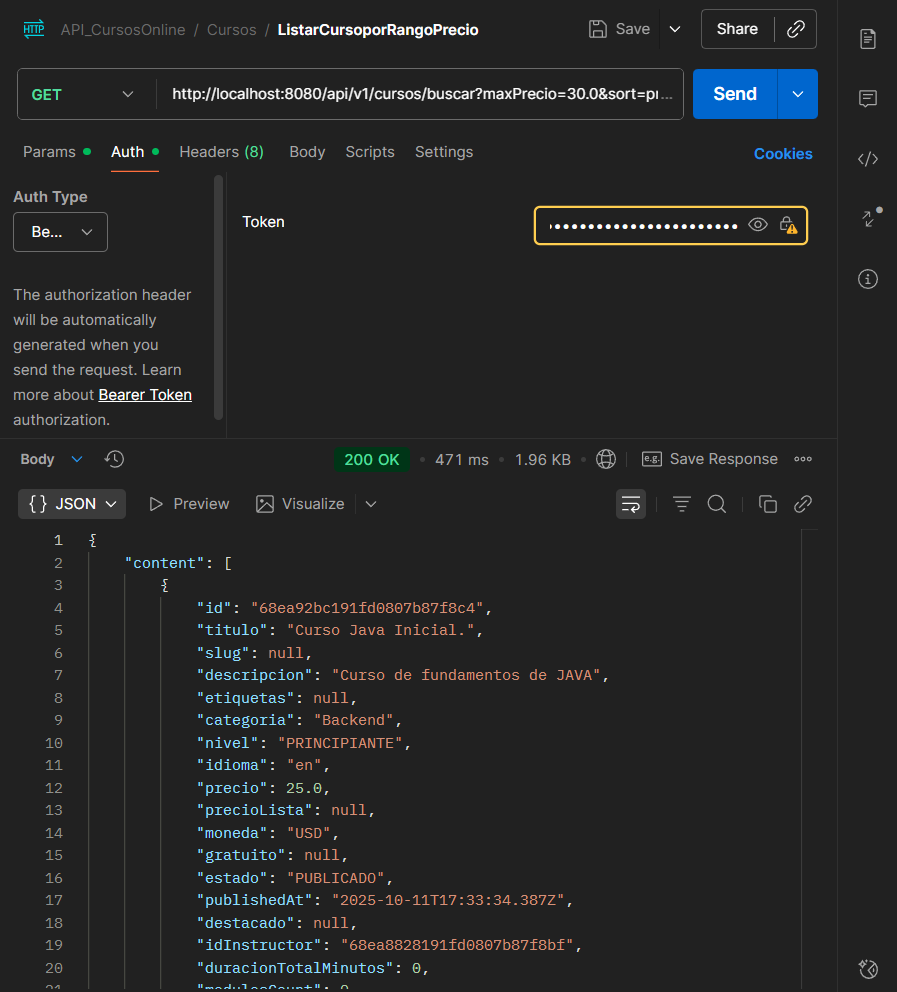 HTTP API_CursosOnline / Cursos / ListarCursoporRangoPrecio Save Share
GET http://localhost:8080/api/v1/cursos/buscar?maxPrecio=30.0&sort=pr... Send
Params Auth Headers (8) Body Scripts Settings Cookies
Auth Type
Be...
Token
The authorization header
will be automatically
generated when you
send the request. Learn
more about Bearer Token
authorization.
Body 200 OK • 471 ms • 1.96 KB • e.g. Save Response
{} JSON Preview Visualize
1 {
2 "content": [
3 {
4 "id": "68ea92bc191fd0807b87f8c4",
5 "titulo": "Curso Java Inicial.",
6 "slug": null,
7 "descripcion": "Curso de fundamentos de JAVA",
8 "etiquetas": null,
9 "categoria": "Backend",
10 "nivel": "PRINCIPIANTE",
11 "idioma": "en",
12 "precio": 25.0,
13 "precioLista": null,
14 "moneda": "USD",
15 "gratuito": null,
16 "estado": "PUBLICADO",
17 "publishedAt": "2025-10-11T17:33:34.387Z",
18 "destacado": null,
19 "idInstructor": "68ea8828191fd0807b87f8bf",
20 "duracionTotalMinutos": 0,